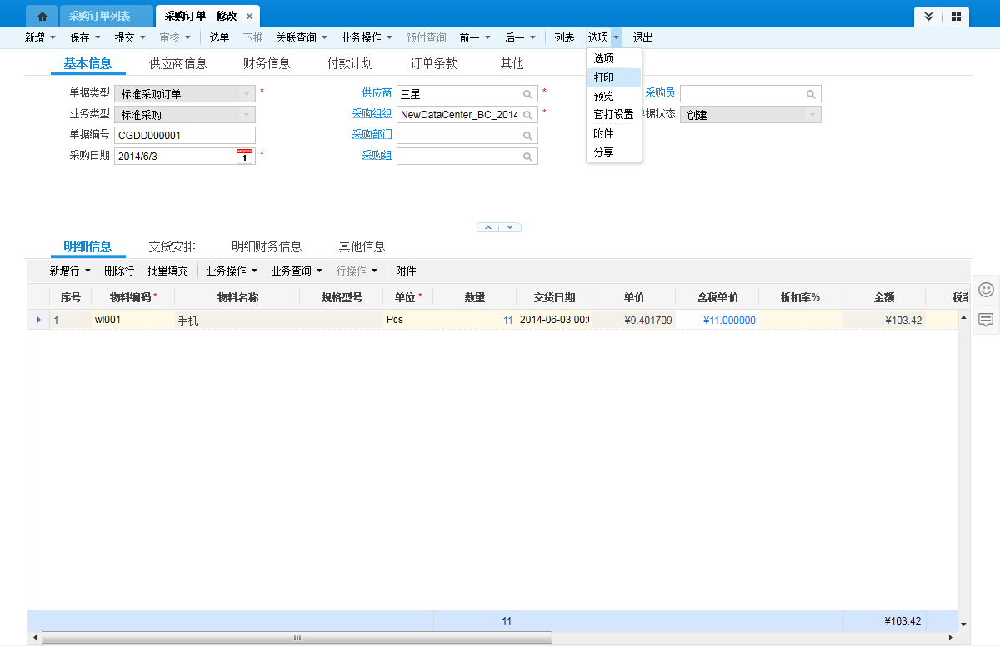 采购订单列表 采购订单 - 修改 ×
新增 保存 提交 审核 选单 下推 关联查询 业务操作 预付查询 前一 后一 列表 选项 退出
基本信息 供应商信息 财务信息 付款计划 订单条款 其他
选项
打印
预览
套打设置
附件
分享
单据类型 标准采购订单 * 供应商 三星 * 采购员
业务类型 标准采购 采购组织 NewDataCenter_BC_2014 * 据状态 创建
单据编号 CGDD000001 采购部门
采购日期 2014/6/3 1 * 采购组
明细信息 交货安排 明细财务信息 其他信息
新增行 删除行 批量填充 业务操作 业务查询 行操作 附件
序号 物料编码* 物料名称 规格型号 单位* 数量 交货日期 单价 含税单价 折扣率% 金额 税率
1 wl001 手机 Pcs 11 2014-06-03 00:0 ¥9.401709 ¥11.000000 ¥103.42
11 ¥103.42